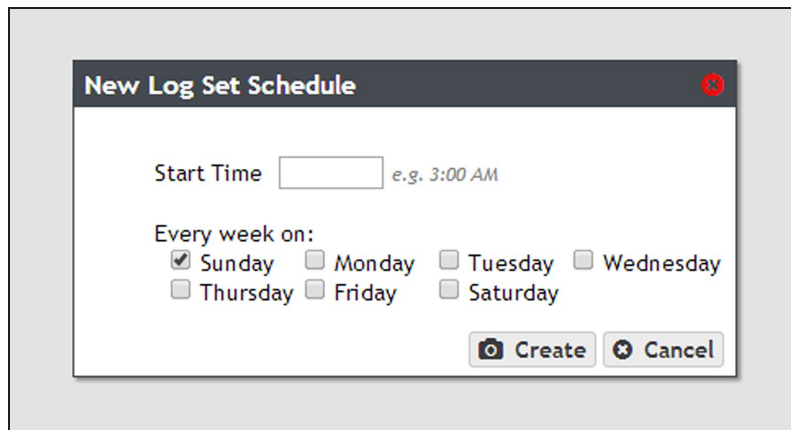 New Log Set Schedule
Start Time e.g. 3:00 AM
Every week on:
Sunday Monday Tuesday Wednesday
Thursday Friday Saturday
Create Cancel